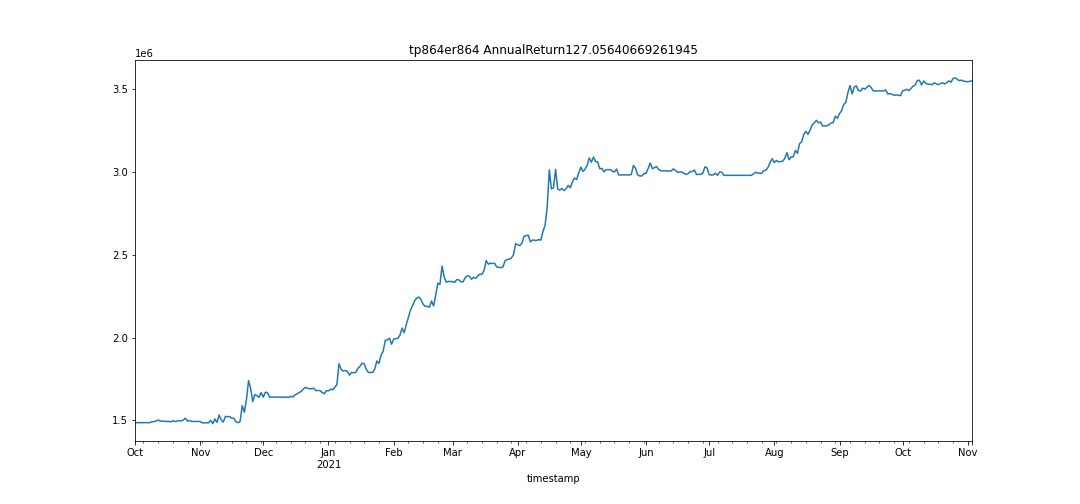 tp864er864 AnnualReturn127.05640669261945
1e6
3.5
3.0
2.5
2.0
1.5
Oct Nov Dec Jan Feb Mar Apr May Jun Jul Aug Sep Oct Nov
2021
timestamp